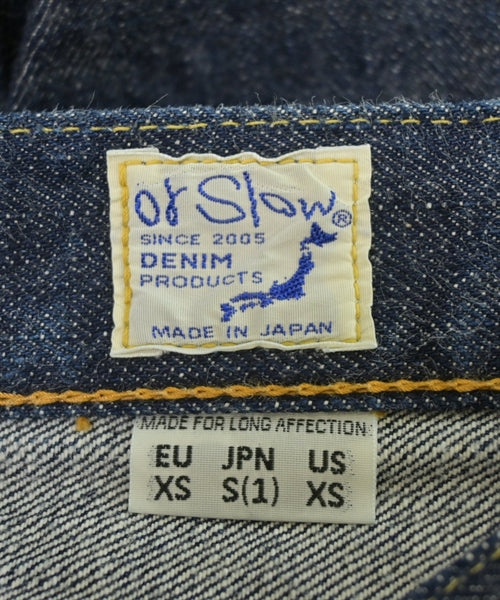 or Slow®
SINCE 2005
DENIM
PRODUCTS
MADE IN JAPAN
MADE FOR LONG AFFECTION
EU JPN US
XS S(1) XS